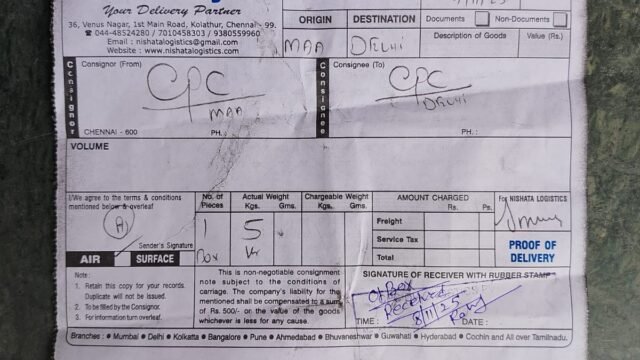 Your Delivery Partner
36, Venus Nagar, 1st Main Road, Kolathur, Chennai - 99.
☎ 044-48524280 / 7010458303 / 9380559960
Email : nishatalogistics@gmail.com
Website : www.nishatalogistics.com
ORIGIN DESTINATION Documents Non-Documents
MAA DELHI Description of Goods Value (Rs.)
Consignor Consignor (From) Consignee Consignee (To)
CPC CPC
MAA DELHI
CHENNAI - 600 PH. PH. :
VOLUME
I/We agree to the terms & conditions
mentioned below & overleaf
A
Sender's Signature
AIR SURFACE
No. of Pieces Actual Weight Kgs. Gms. Chargeable Weight Kgs. Gms. AMOUNT CHARGED Rs. Ps. For NISHATA LOGISTICS
1 5 Freight
Box Service Tax
Total PROOF OF DELIVERY
Note :
1. Retain this copy for your records.
Duplicate will not be issued.
2. To be filled by the Consignor.
3. For information turn overleaf.
This is non-negotiable consignment
note subject to the conditions of
carriage. The company's liability for the
mentioned shall be compensated to a sum
of Rs. 500/- or the value of the goods
whichever is less for any cause.
SIGNATURE OF RECEIVER WITH RUBBER STAMP
Box
Received
8/11/25
TIME : DATE :
Branches : ● Mumbai ● Delhi ● Kolkatta ● Bangalore ● Pune ● Ahmedabad ● Bhuvaneshwar ● Guwahati ● Hyderabad ● Cochin and All over Tamilnadu.